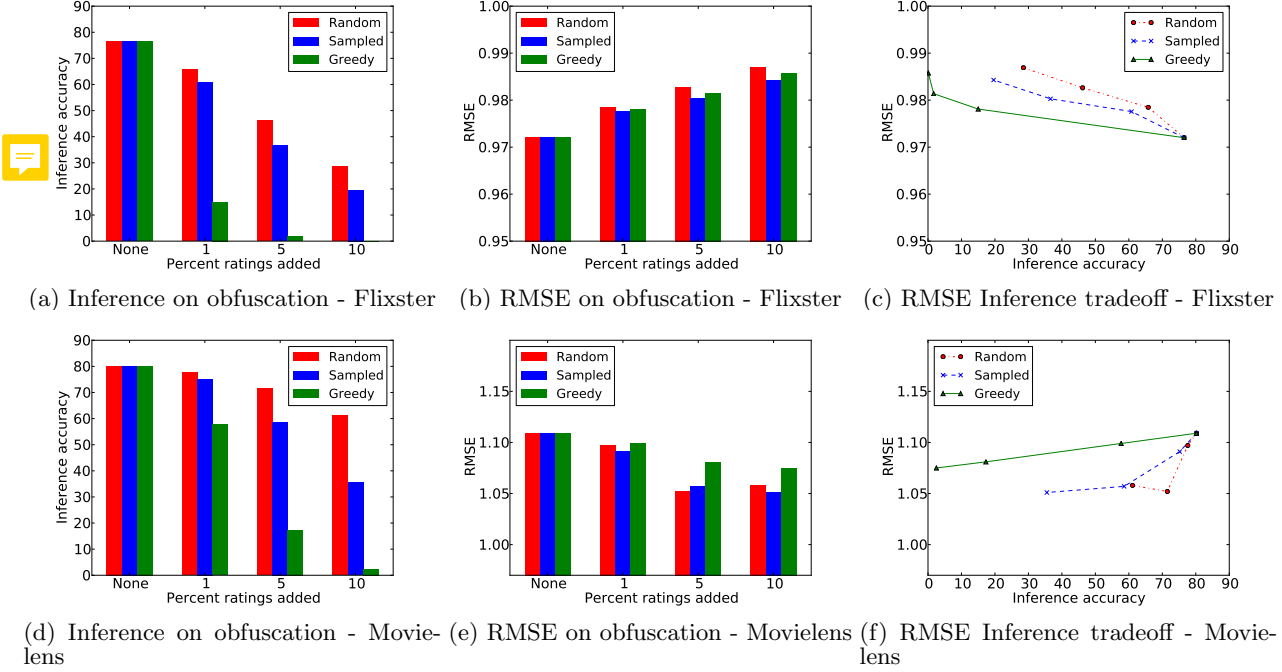 90
80
70
60
50
40
30
20
10
0
Inference accuracy
Random
Sampled
Greedy
None 1 5 10
Percent ratings added
(a) Inference on obfuscation - Flixster
1.00
0.99
0.98
0.97
0.96
0.95
RMSE
Random
Sampled
Greedy
None 1 5 10
Percent ratings added
(b) RMSE on obfuscation - Flixster
1.00
0.99
0.98
0.97
0.96
0.95
RMSE
Random
Sampled
Greedy
0 10 20 30 40 50 60 70 80 90
Inference accuracy
(c) RMSE Inference tradeoff - Flixster
90
80
70
60
50
40
30
20
10
0
Inference accuracy
Random
Sampled
Greedy
None 1 5 10
Percent ratings added
(d) Inference on obfuscation - Movie-
lens
1.15
1.10
1.05
1.00
RMSE
Random
Sampled
Greedy
None 1 5 10
Percent ratings added
(e) RMSE on obfuscation - Movielens
1.15
1.10
1.05
1.00
RMSE
Random
Sampled
Greedy
0 10 20 30 40 50 60 70 80 90
Inference accuracy
(f) RMSE Inference tradeoff - Movie-
lens